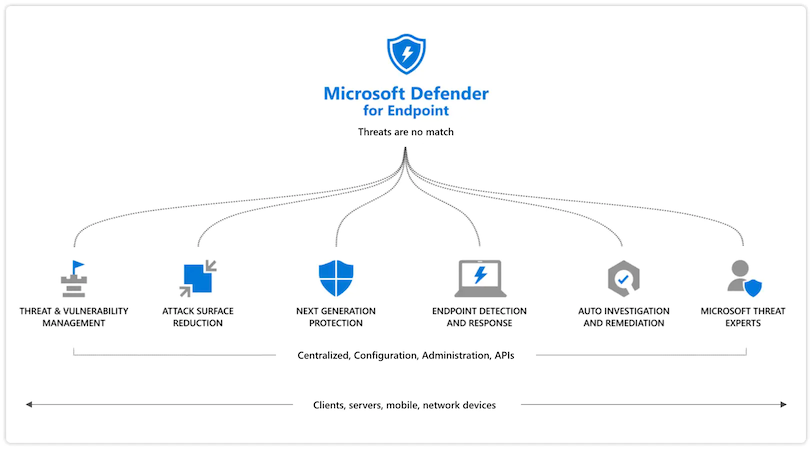 Microsoft Defender
for Endpoint
Threats are no match
THREAT & VULNERABILITY
MANAGEMENT
ATTACK SURFACE
REDUCTION
NEXT GENERATION
PROTECTION
ENDPOINT DETECTION
AND RESPONSE
AUTO INVESTIGATION
AND REMEDIATION
MICROSOFT THREAT
EXPERTS
Centralized, Configuration, Administration, APIs
Clients, servers, mobile, network devices